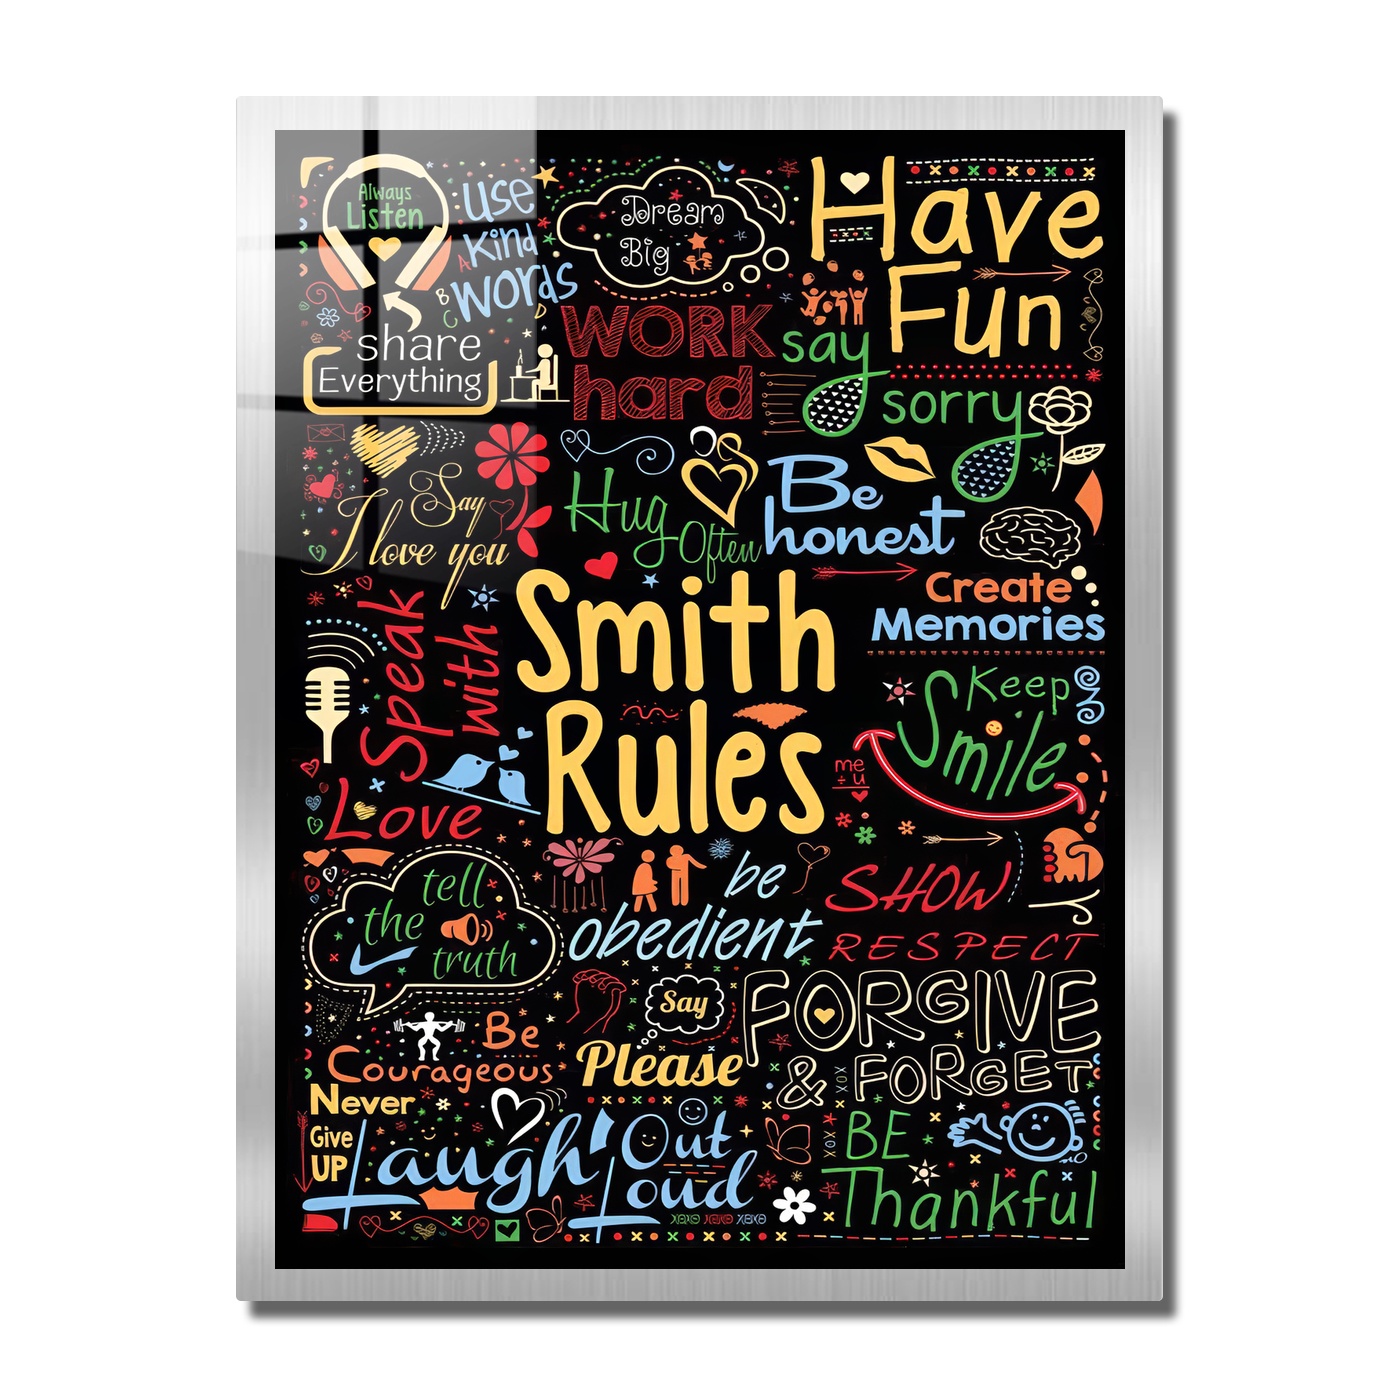 Always
Listen
use
kind
words
A
B
C
D
share
Everything
Dream
Big
Have
Fun
WORK
hard
say
sorry
Say
I love you
Hug
Often
Be
honest
Create
Memories
Smith
Rules
Speak
with
Love
Keep
Smile
me
÷ u
tell
the
truth
be
obedient
SHOW
RESPECT
Be
Courageous
Say
Please
FORGIVE
& FORGET
XOX
XOX
Never
Give
UP
Laugh
Out
Loud
BE
Thankful